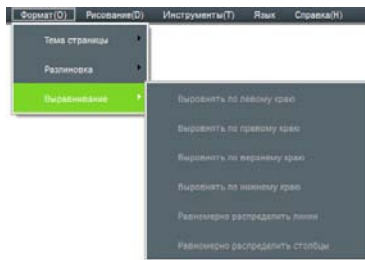 Формат(О) Рисование(D) Инструменты(T) Язык Справка(H)
Тема страницы
Разлиновка
Выравнивание
Выровнять по левому краю
Выровнять по правому краю
Выровнять по верхнему краю
Выровнять по нижнему краю
Равномерно распределить линии
Равномерно распределить столбцы